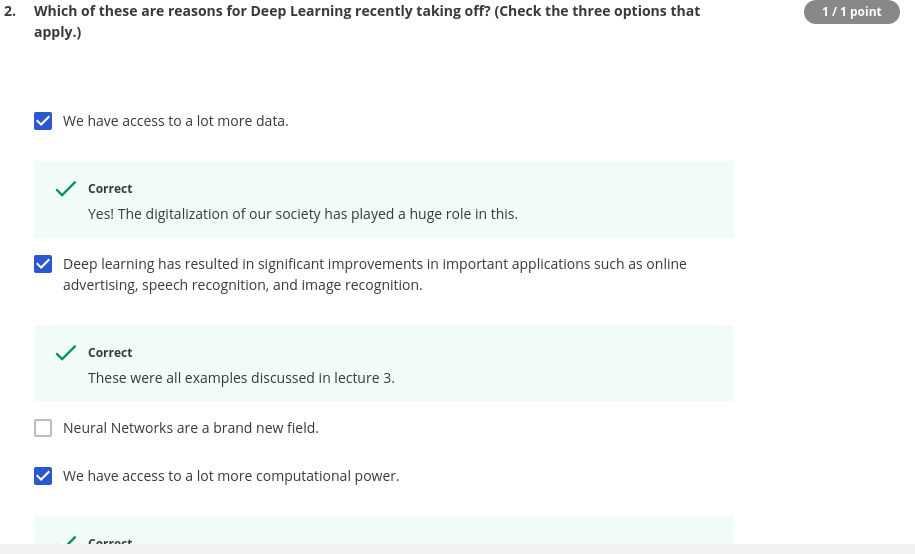 2. Which of these are reasons for Deep Learning recently taking off? (Check the three options that
apply.)
1 / 1 point
We have access to a lot more data.
Correct
Yes! The digitalization of our society has played a huge role in this.
Deep learning has resulted in significant improvements in important applications such as online
advertising, speech recognition, and image recognition.
Correct
These were all examples discussed in lecture 3.
Neural Networks are a brand new field.
We have access to a lot more computational power.
Correct